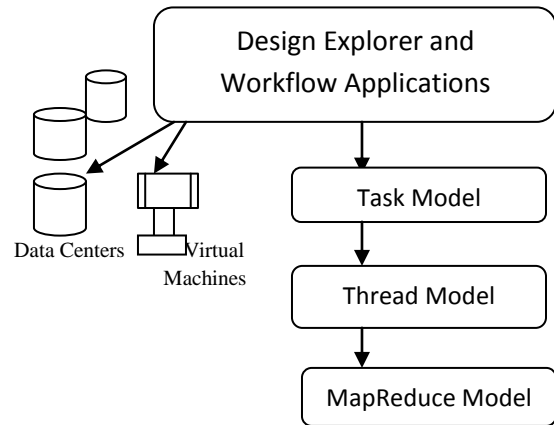 Design Explorer and
Workflow Applications
Task Model
Data Centers
Virtual
Machines
Thread Model
MapReduce Model